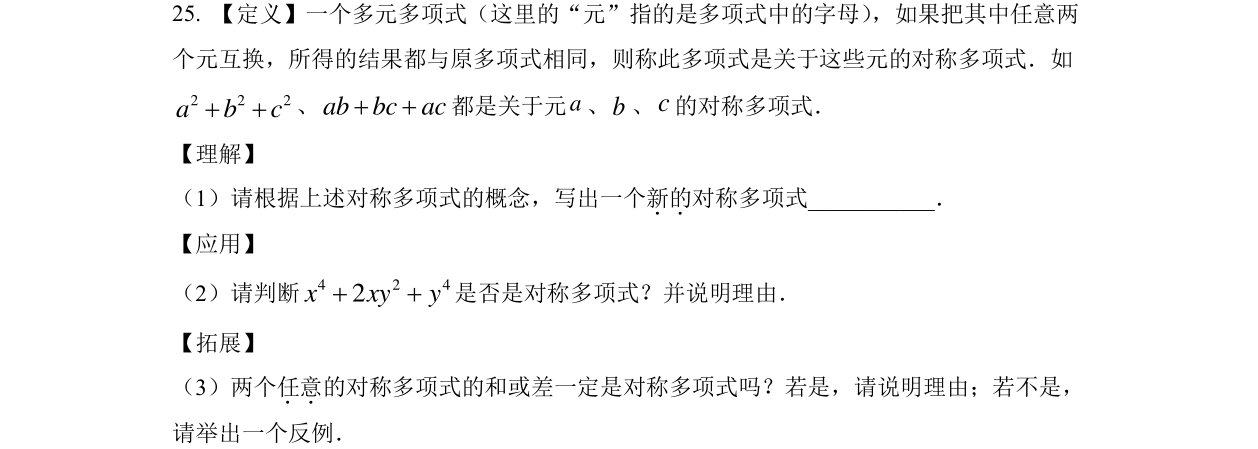 25. 【定义】一个多元多项式（这里的“元”指的是多项式中的字母），如果把其中任意两
个元互换，所得的结果都与原多项式相同，则称此多项式是关于这些元的对称多项式．如
a² + b² + c²、ab + bc + ac 都是关于元 a、b、c 的对称多项式．
【理解】
（1）请根据上述对称多项式的概念，写出一个新的对称多项式___________．
【应用】
（2）请判断 x⁴ + 2xy² + y⁴ 是否是对称多项式？并说明理由．
【拓展】
（3）两个任意的对称多项式的和或差一定是对称多项式吗？若是，请说明理由；若不是，
请举出一个反例．